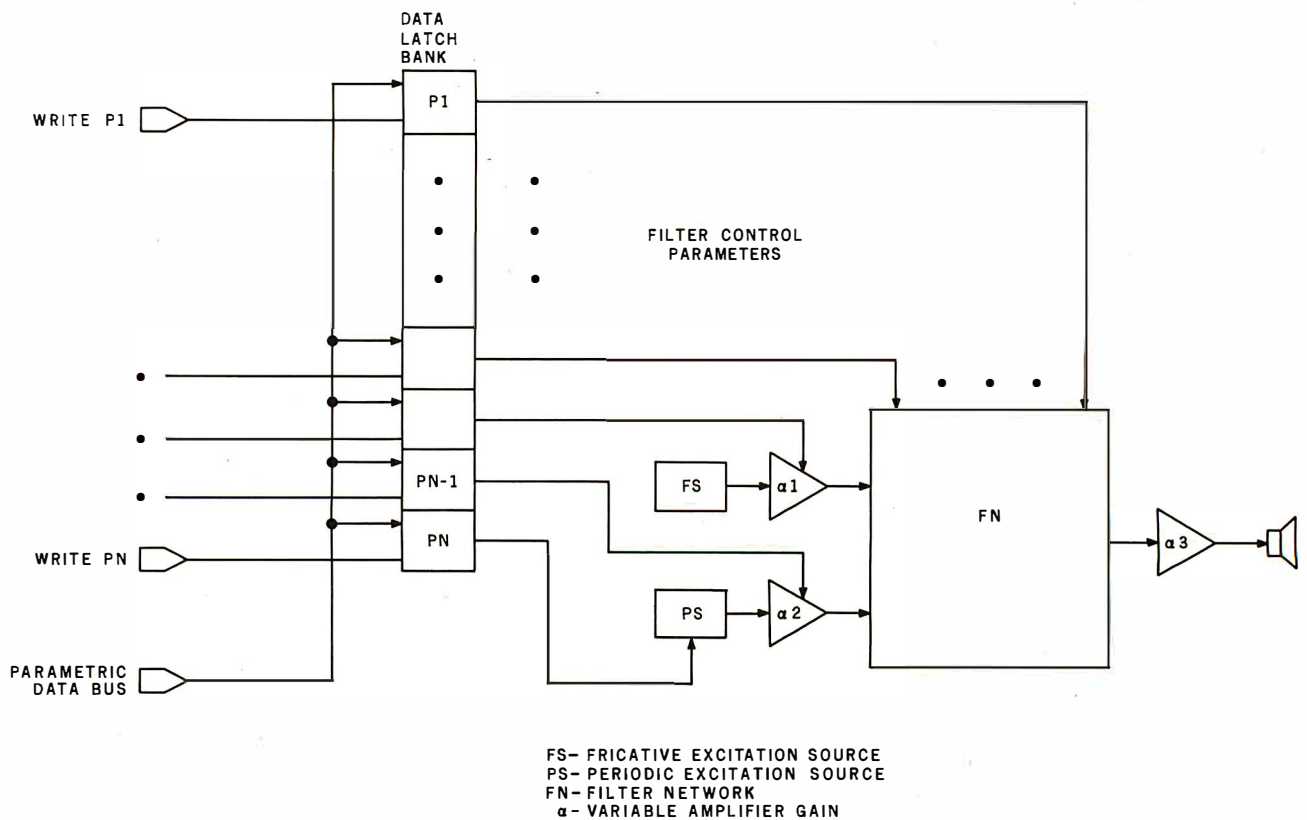 DATA
LATCH
BANK
P1
WRITE P1
FILTER CONTROL
PARAMETERS
PN-1
FS
α1
FN
PN
WRITE PN
α3
PS
α2
PARAMETRIC
DATA BUS
FS- FRICATIVE EXCITATION SOURCE
PS- PERIODIC EXCITATION SOURCE
FN- FILTER NETWORK
α- VARIABLE AMPLIFIER GAIN